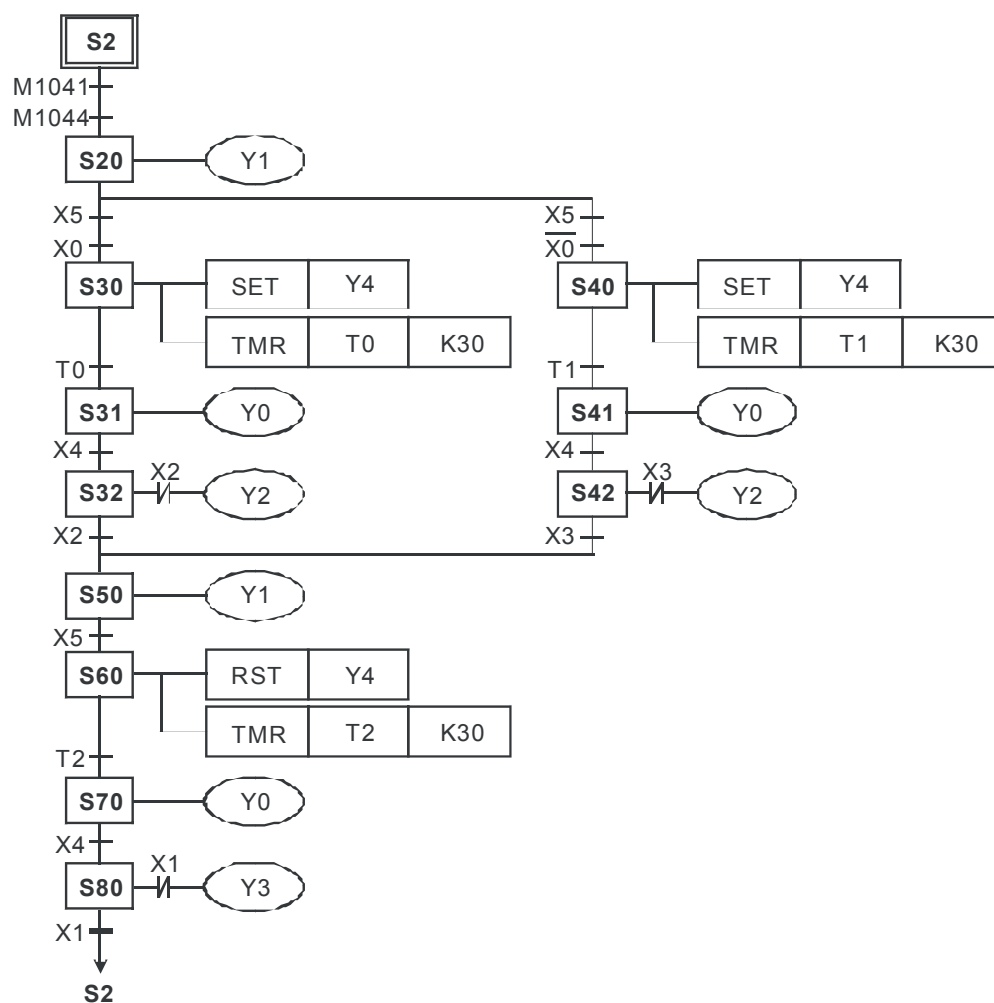 S2
M1041
M1044
S20 Y1
X5 X5
X0 X̅0̅
S30 SET Y4 S40 SET Y4
TMR T0 K30 TMR T1 K30
T0 T1
S31 Y0 S41 Y0
X4 X4
X2 X3
S32 Y2 S42 Y2
X2 X3
S50 Y1
X5
S60 RST Y4
TMR T2 K30
T2
S70 Y0
X4
X1
S80 Y3
X1
S2